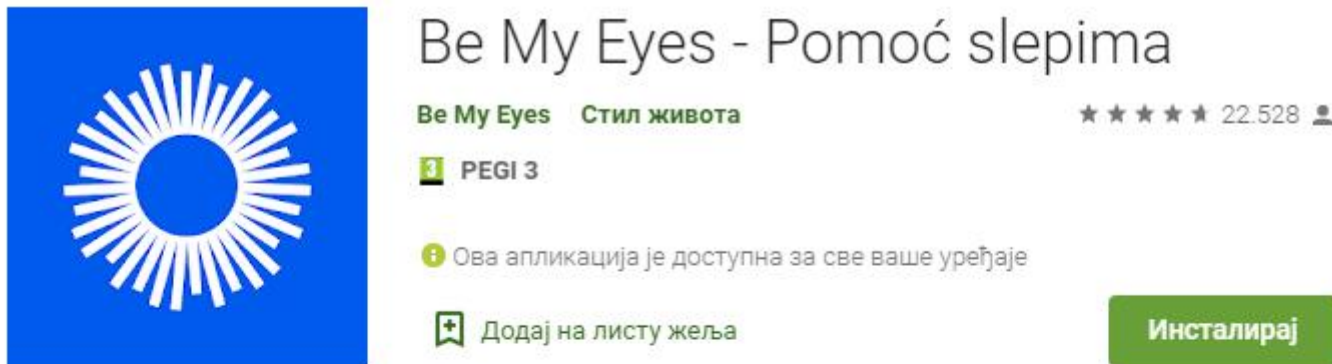 Be My Eyes - Pomoć slepima
Be My Eyes Стил живота 22.528
3 PEGI 3
Ова апликација је доступна за све ваше уређаје
Додај на листу жеља
Инсталирај